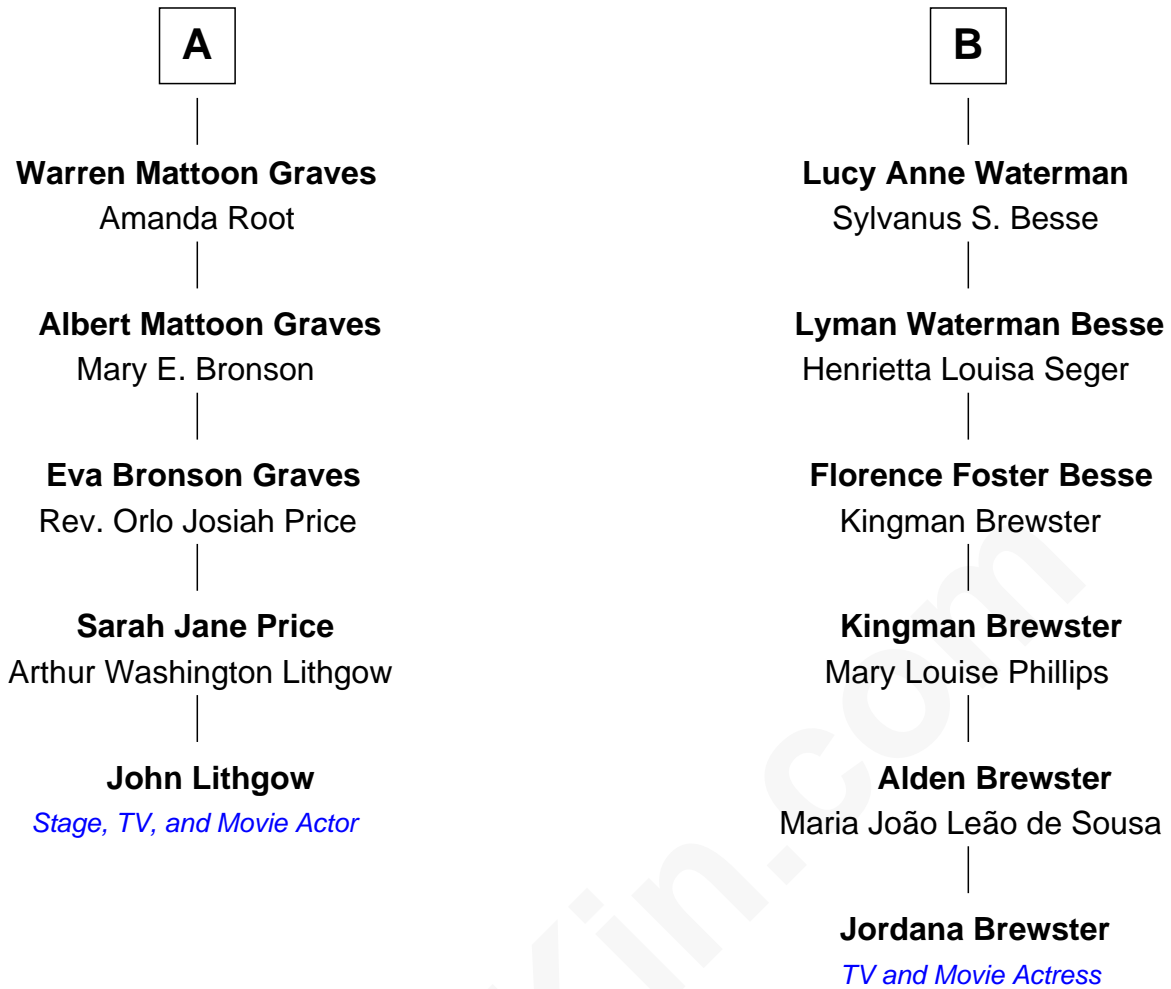 A
Warren Mattoon Graves
Amanda Root
Albert Mattoon Graves
Mary E. Bronson
Eva Bronson Graves
Rev. Orlo Josiah Price
Sarah Jane Price
Arthur Washington Lithgow
John Lithgow
Stage, TV, and Movie Actor
B
Lucy Anne Waterman
Sylvanus S. Besse
Lyman Waterman Besse
Henrietta Louisa Seger
Florence Foster Besse
Kingman Brewster
Kingman Brewster
Mary Louise Phillips
Alden Brewster
Maria João Leão de Sousa
Jordana Brewster
TV and Movie Actress
Kin.com